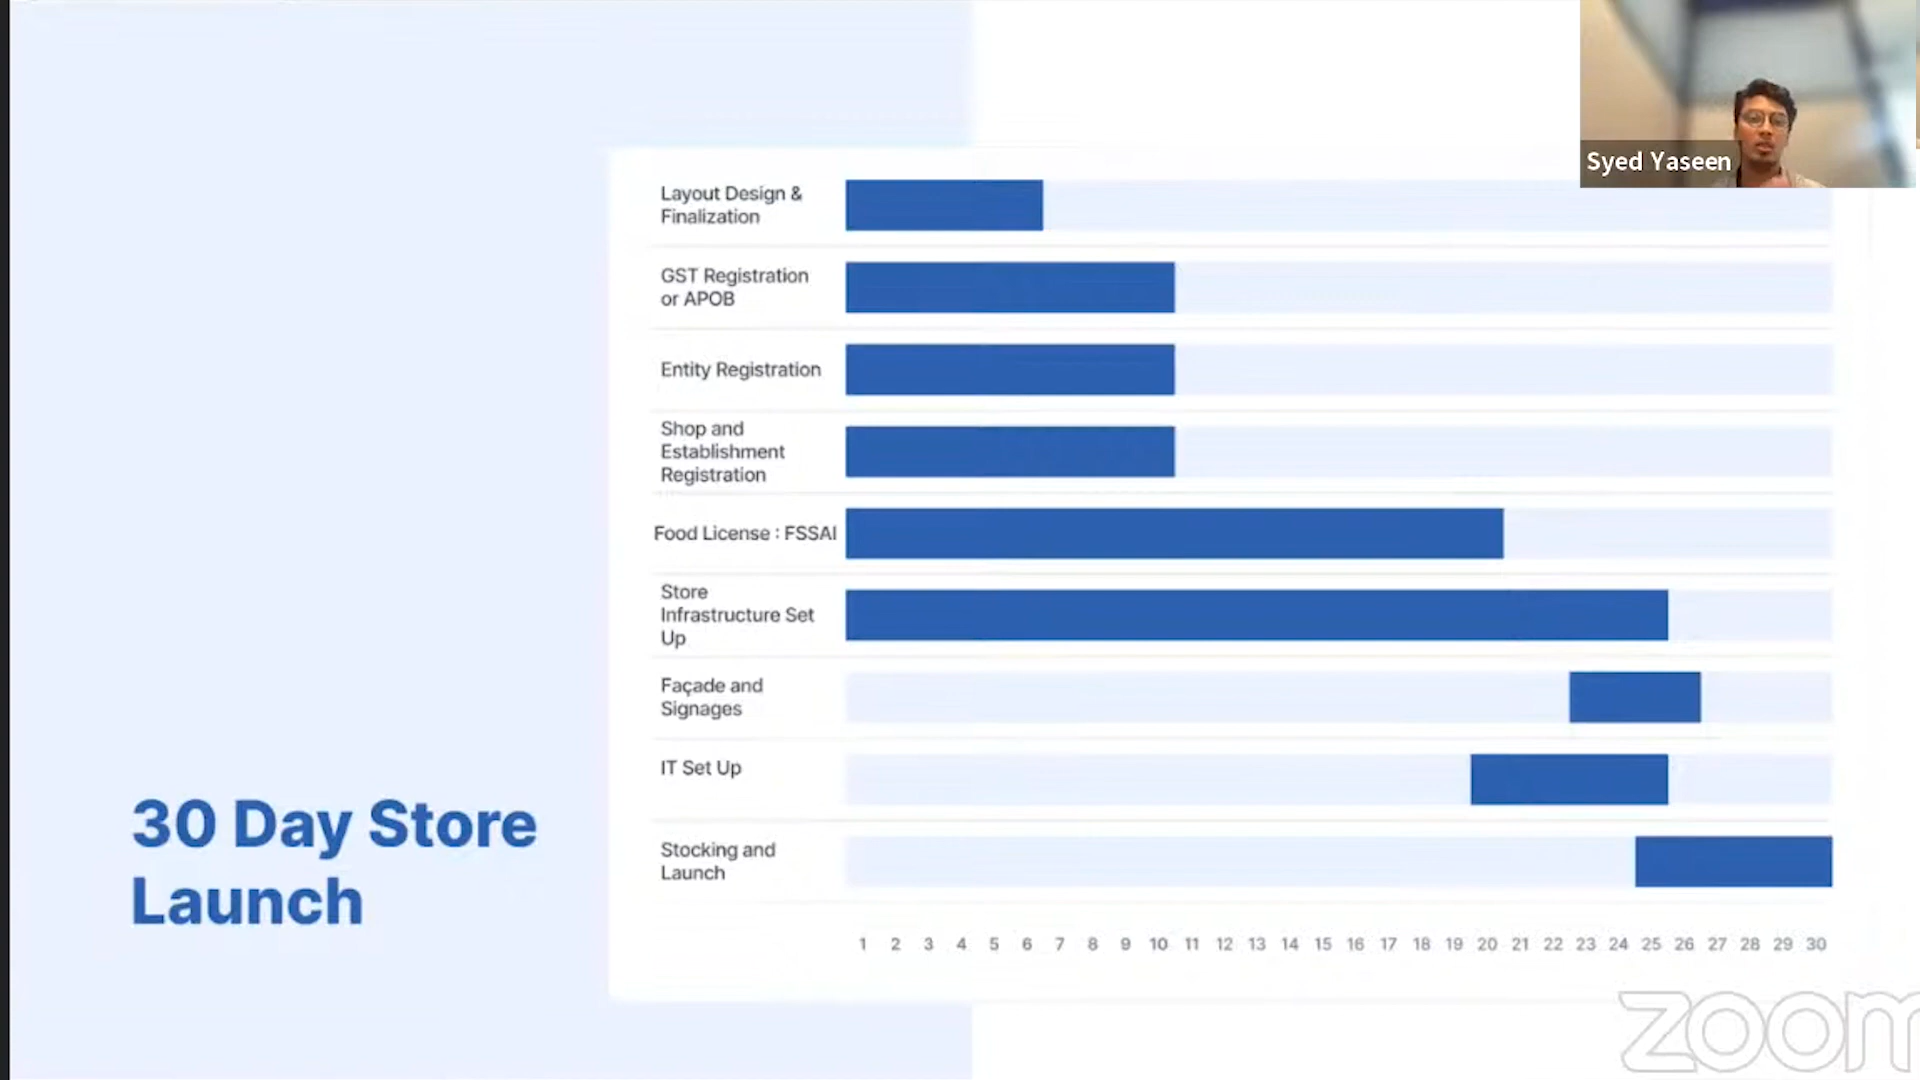 Syed Yaseen
Layout Design &
Finalization
GST Registration
or APOB
Entity Registration
Shop and
Establishment
Registration
Food License : FSSAI
Store
Infrastructure Set
Up
Façade and
Signages
IT Set Up
Stocking and
Launch
1 2 3 4 5 6 7 8 9 10 11 12 13 14 15 16 17 18 19 20 21 22 23 24 25 26 27 28 29 30
30 Day Store
Launch
zoom